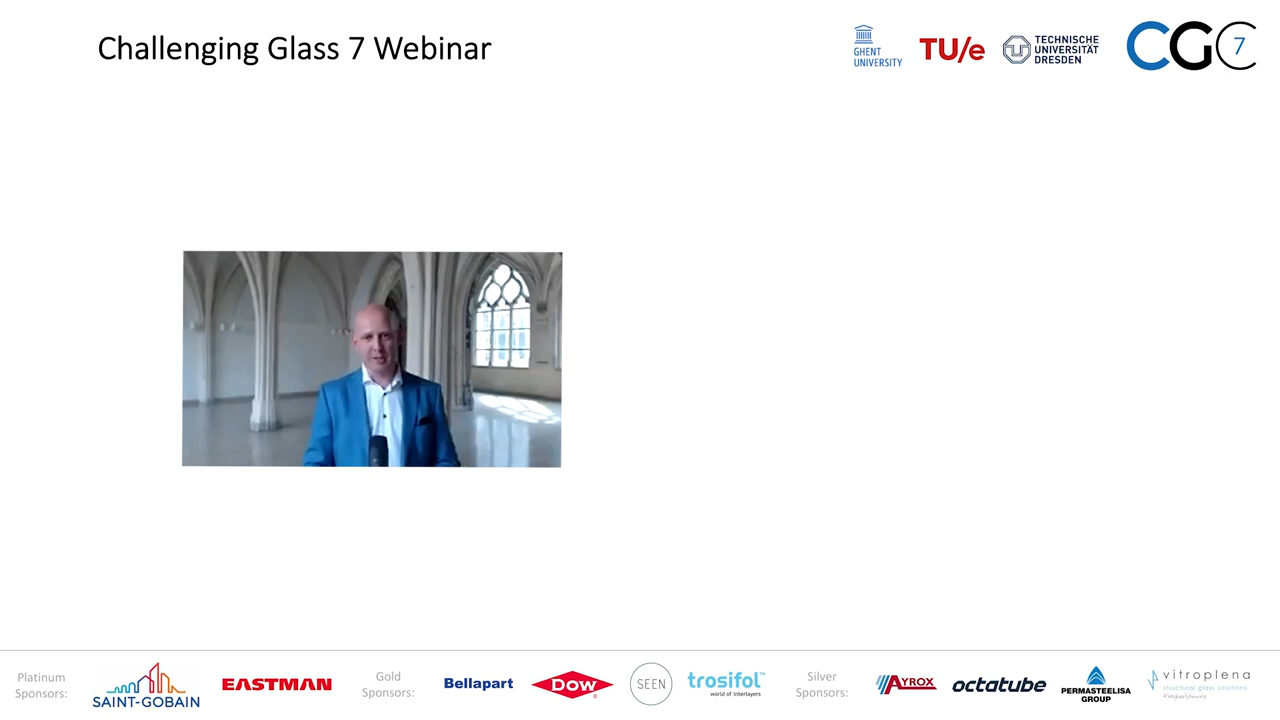 Challenging Glass 7 Webinar
GHENT
UNIVERSITY
TU/e
TECHNISCHE
UNIVERSITÄT
DRESDEN
CGC 7
Platinum
Sponsors:
SAINT-GOBAIN
EASTMAN
Gold
Sponsors:
Bellapart
DOW
SEEN
trosifol™
world of interlayers
Silver
Sponsors:
AYROX
octatube
PERMASTEELISA
GROUP
vitroplena
structural glass solutions